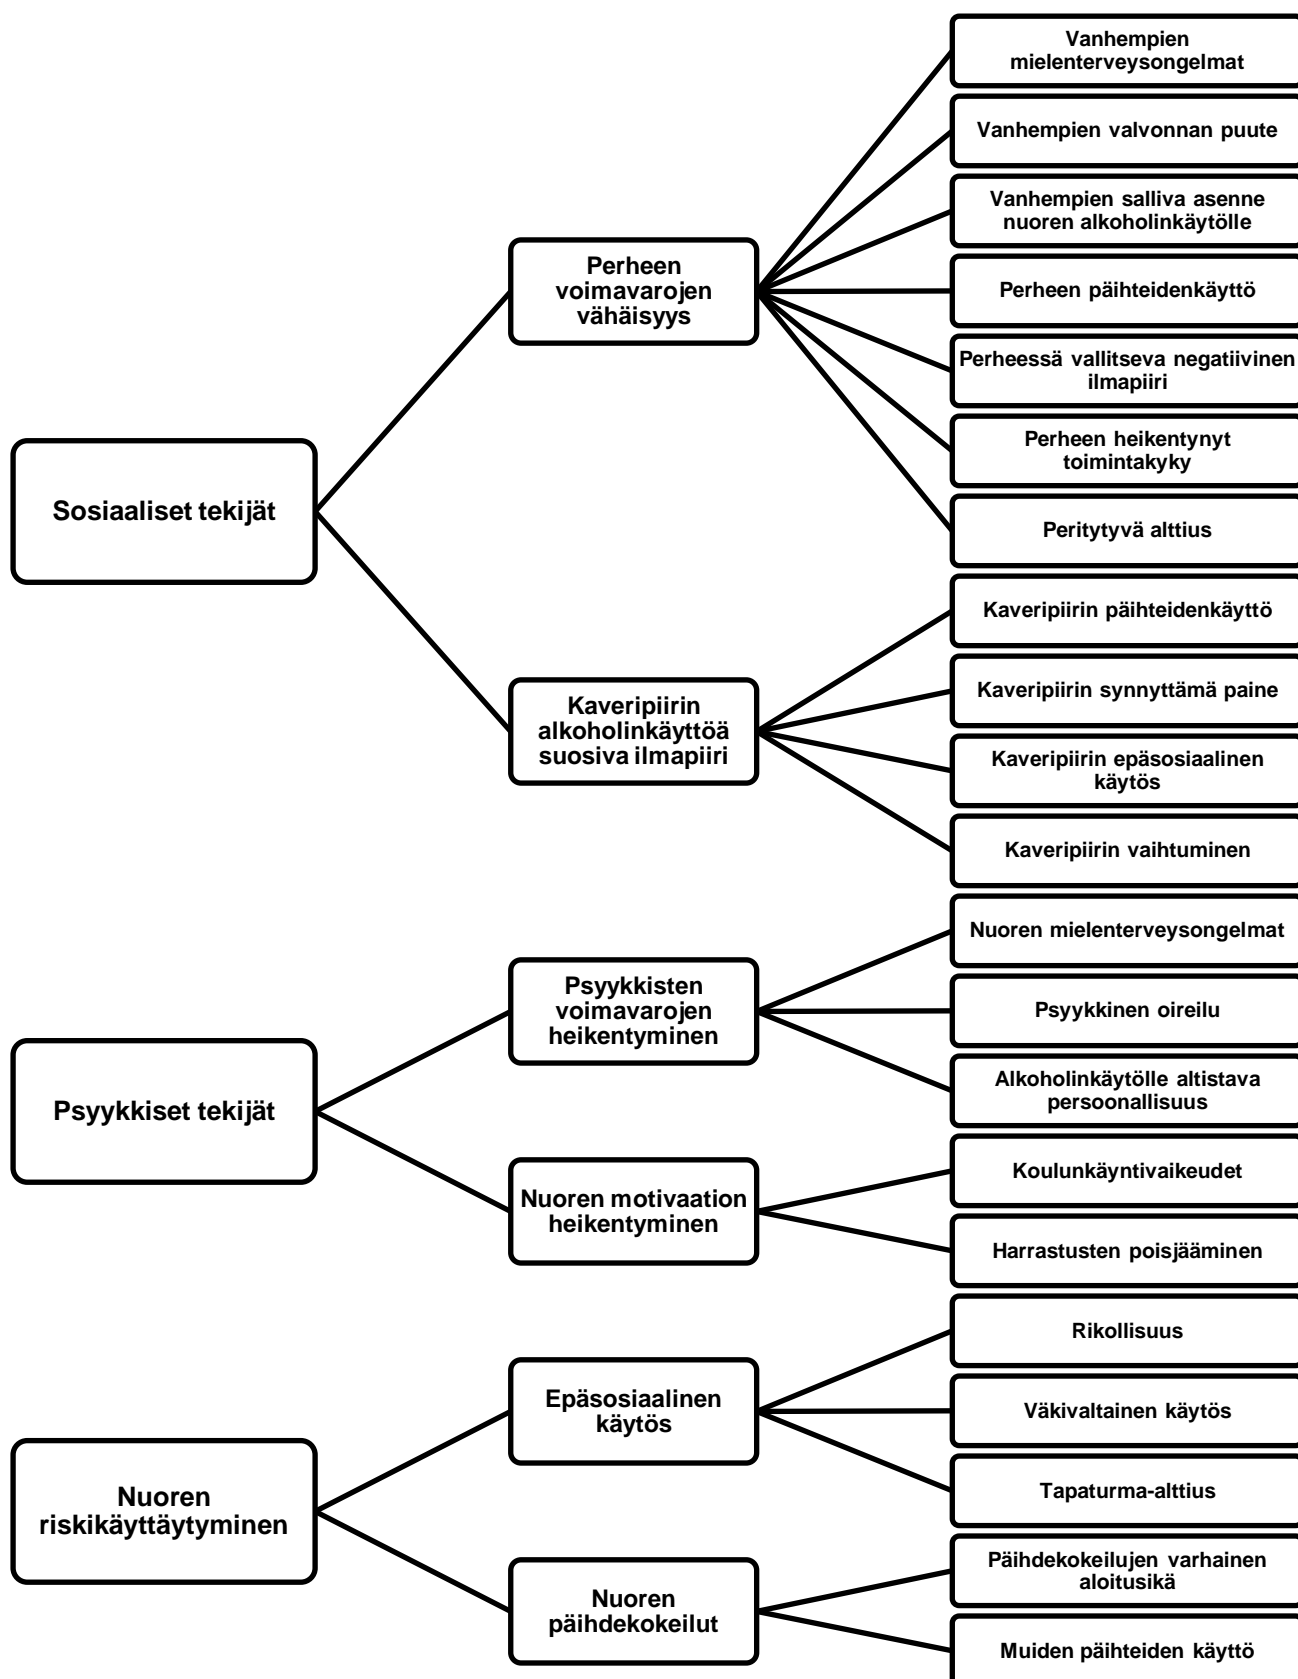 Sosiaaliset tekijät
Perheen
voimavarojen
vähäisyys
Vanhempien
mielenterveysongelmat
Vanhempien valvonnan puute
Vanhempien salliva asenne
nuoren alkoholinkäytölle
Perheen päihteidenkäyttö
Perheessä vallitseva negatiivinen
ilmapiiri
Perheen heikentynyt
toimintakyky
Peritytyvä alttius
Kaveripiirin
alkoholinkäyttöä
suosiva ilmapiiri
Kaveripiirin päihteidenkäyttö
Kaveripiirin synnyttämä paine
Kaveripiirin epäsosiaalinen
käytös
Kaveripiirin vaihtuminen
Psyykkiset tekijät
Psyykkisten
voimavarojen
heikentyminen
Nuoren mielenterveysongelmat
Psyykkinen oireilu
Alkoholinkäytölle altistava
persoonallisuus
Nuoren motivaation
heikentyminen
Koulunkäyntivaikeudet
Harrastusten poisjääminen
Nuoren
riskikäyttäytyminen
Epäsosiaalinen
käytös
Rikollisuus
Väkivaltainen käytös
Tapaturma-alttius
Nuoren
päihdekokeilut
Päihdekokeilujen varhainen
aloitusikä
Muiden päihteiden käyttö